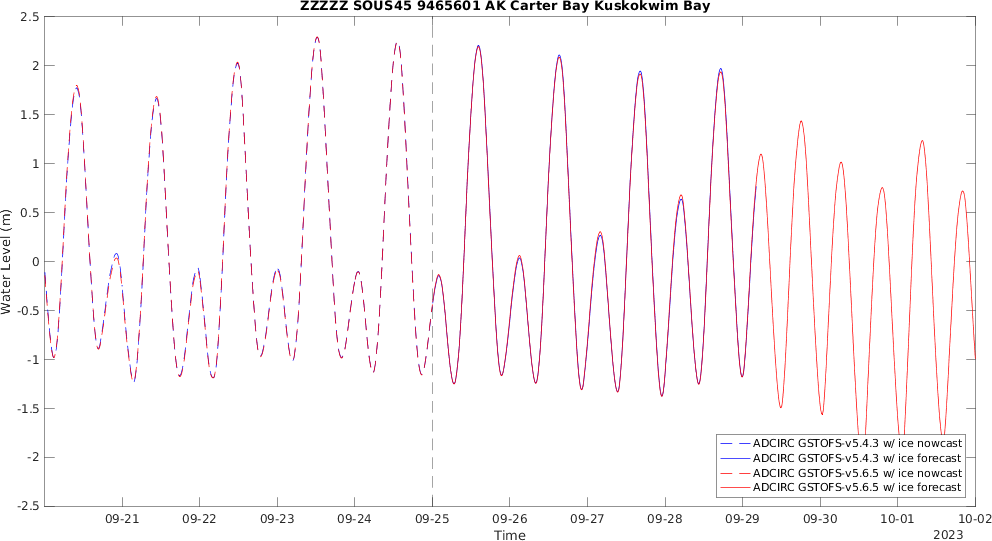 ZZZZZ SOUS45 9465601 AK Carter Bay Kuskokwim Bay
2.5
2
1.5
1
0.5
0
-0.5
-1
-1.5
-2
-2.5
Water Level (m)
ADCIRC GSTOFS-v5.4.3 w/ ice nowcast
ADCIRC GSTOFS-v5.4.3 w/ ice forecast
ADCIRC GSTOFS-v5.6.5 w/ ice nowcast
ADCIRC GSTOFS-v5.6.5 w/ ice forecast
09-21 09-22 09-23 09-24 09-25 09-26 09-27 09-28 09-29 09-30 10-01 10-02
Time
2023